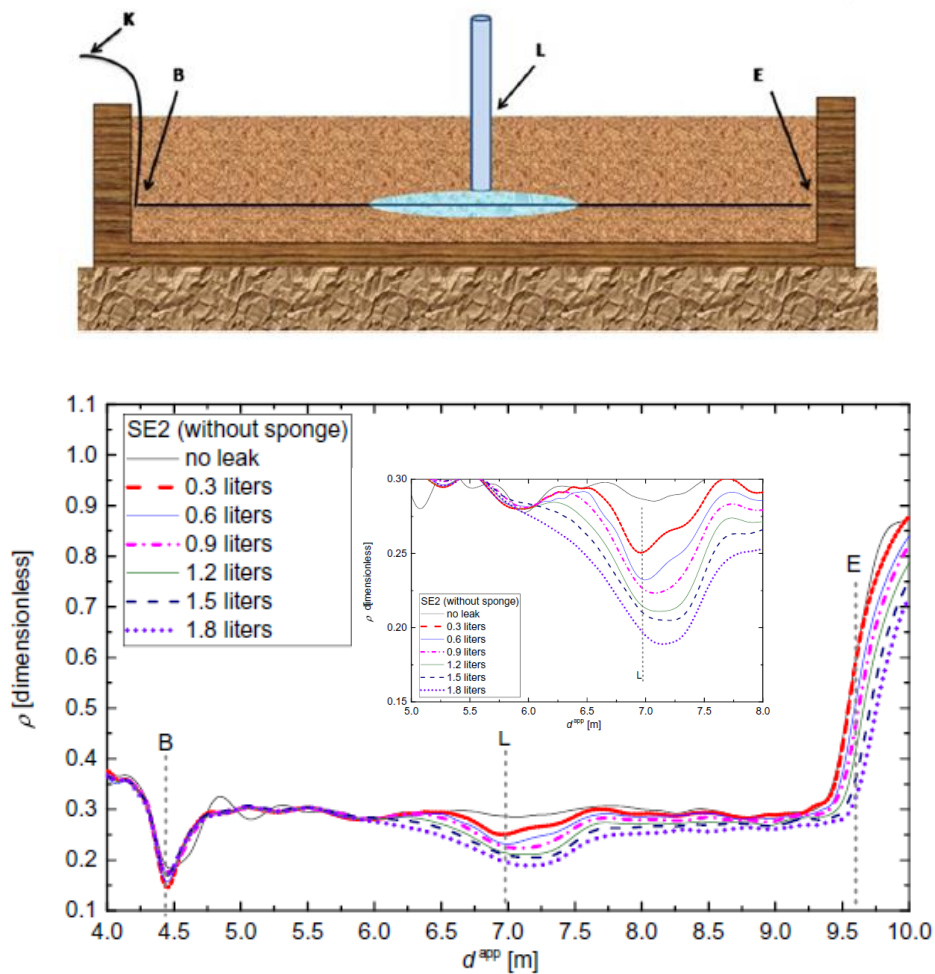 K
B
L
E
1.1
1.0
0.9
0.8
0.7
0.6
0.5
0.4
0.3
0.2
0.1
ρ [dimensionless]
SE2 (without sponge)
no leak
0.3 liters
0.6 liters
0.9 liters
1.2 liters
1.5 liters
1.8 liters
0.30
0.25
0.20
0.15
ρ [dimensionless]
SE2 (without sponge)
no leak
0.3 liters
0.6 liters
0.9 liters
1.2 liters
1.5 liters
1.8 liters
L
5.0 5.5 6.0 6.5 7.0 7.5 8.0
d^app [m]
B
L
E
4.0 4.5 5.0 5.5 6.0 6.5 7.0 7.5 8.0 8.5 9.0 9.5 10.0
d^app [m]